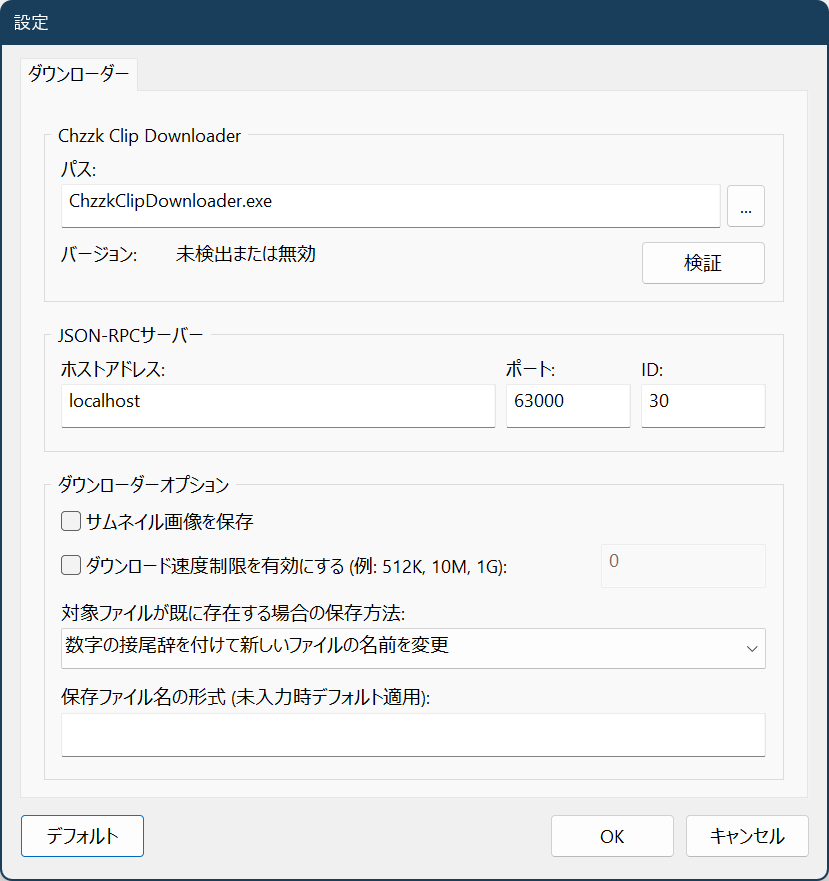 設定
ダウンローダー
Chzzk Clip Downloader
パス:
ChzzkClipDownloader.exe
...
バージョン: 未検出または無効
検証
JSON-RPCサーバー
ホストアドレス: ポート: ID:
localhost 63000 30
ダウンローダーオプション
サムネイル画像を保存
ダウンロード速度制限を有効にする (例: 512K, 10M, 1G): 0
対象ファイルが既に存在する場合の保存方法:
数字の接尾辞を付けて新しいファイルの名前を変更
保存ファイル名の形式 (未入力時デフォルト適用):
デフォルト OK キャンセル